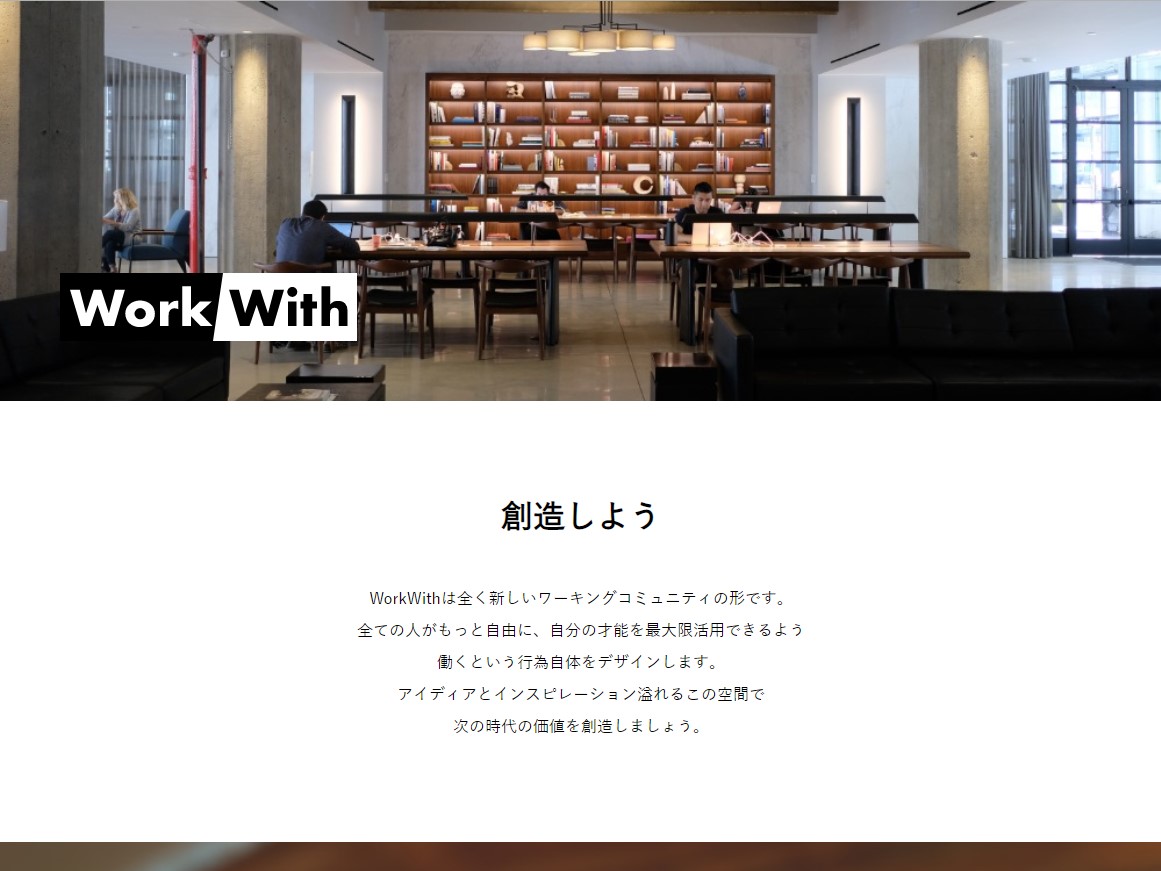 Work With
創造しよう
WorkWithは全く新しいワーキングコミュニティの形です。
全ての人がもっと自由に、自分の才能を最大限活用できるよう
働くという行為自体をデザインします。
アイディアとインスピレーション溢れるこの空間で
次の時代の価値を創造しましょう。